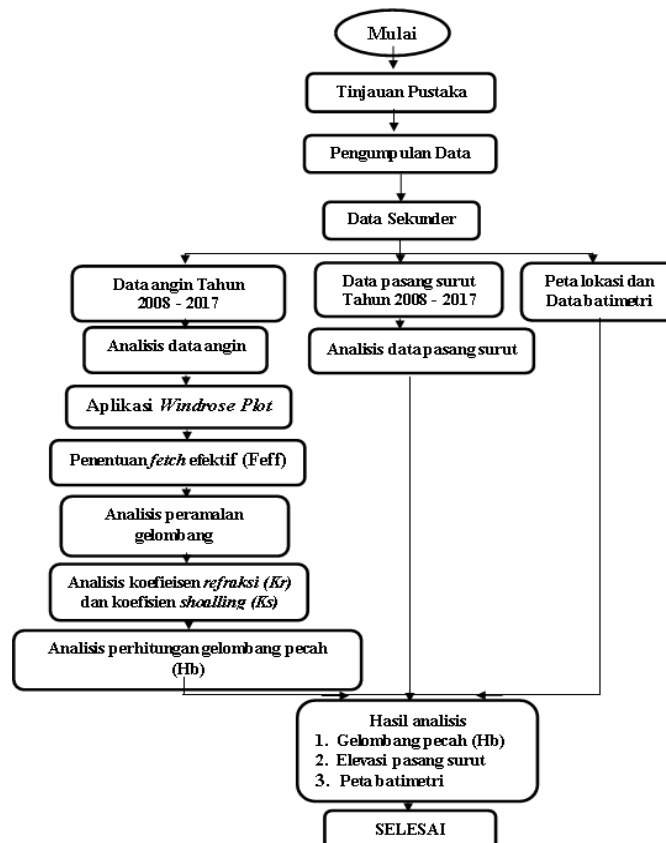 Mulai
Tinjauan Pustaka
Pengumpulan Data
Data Sekunder
Data angin Tahun
2008 - 2017
Data pasang surut
Tahun 2008 - 2017
Peta lokasi dan
Data batimetri
Analisis data angin
Analisis data pasang surut
Aplikasi Windrose Plot
Penentuan fetch efektif (Feff)
Analisis peramalan
gelombang
Analisis koefieisen refraksi (Kr)
dan koefisien shoalling (Ks)
Analisis perhitungan gelombang pecah
(Hb)
Hasil analisis
1. Gelombang pecah (Hb)
2. Elevasi pasang surut
3. Peta batimetri
SELESAI